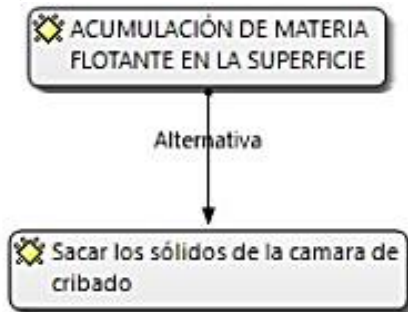 ACUMULACIÓN DE MATERIA
FLOTANTE EN LA SUPERFICIE
Alternativa
Sacar los sólidos de la camara de
cribado